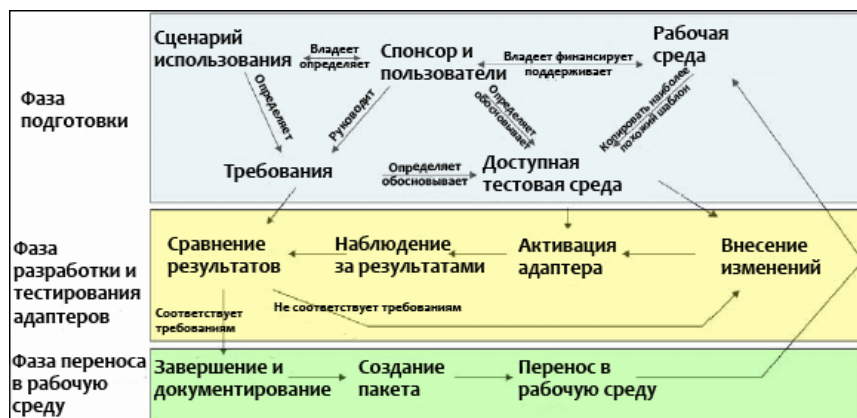 Фаза
подготовки
Сценарий
использования
Владеет
определяет
Спонсор и
пользователи
Владеет финансирует
поддерживает
Рабочая
среда
Определяет
Руководит
Определяет
обосновывает
Копировать наиболее
похожий шаблон
Требования
Определяет
обосновывает
Доступная
тестовая среда
Фаза
разработки и
тестирования
адаптеров
Сравнение
результатов
Наблюдение
за результатами
Активация
адаптера
Внесение
изменений
Соответствует
требованиям
Не соответствует требованиям
Фаза переноса
в рабочую
среду
Завершение и
документирование
Создание
пакета
Перенос в
рабочую среду